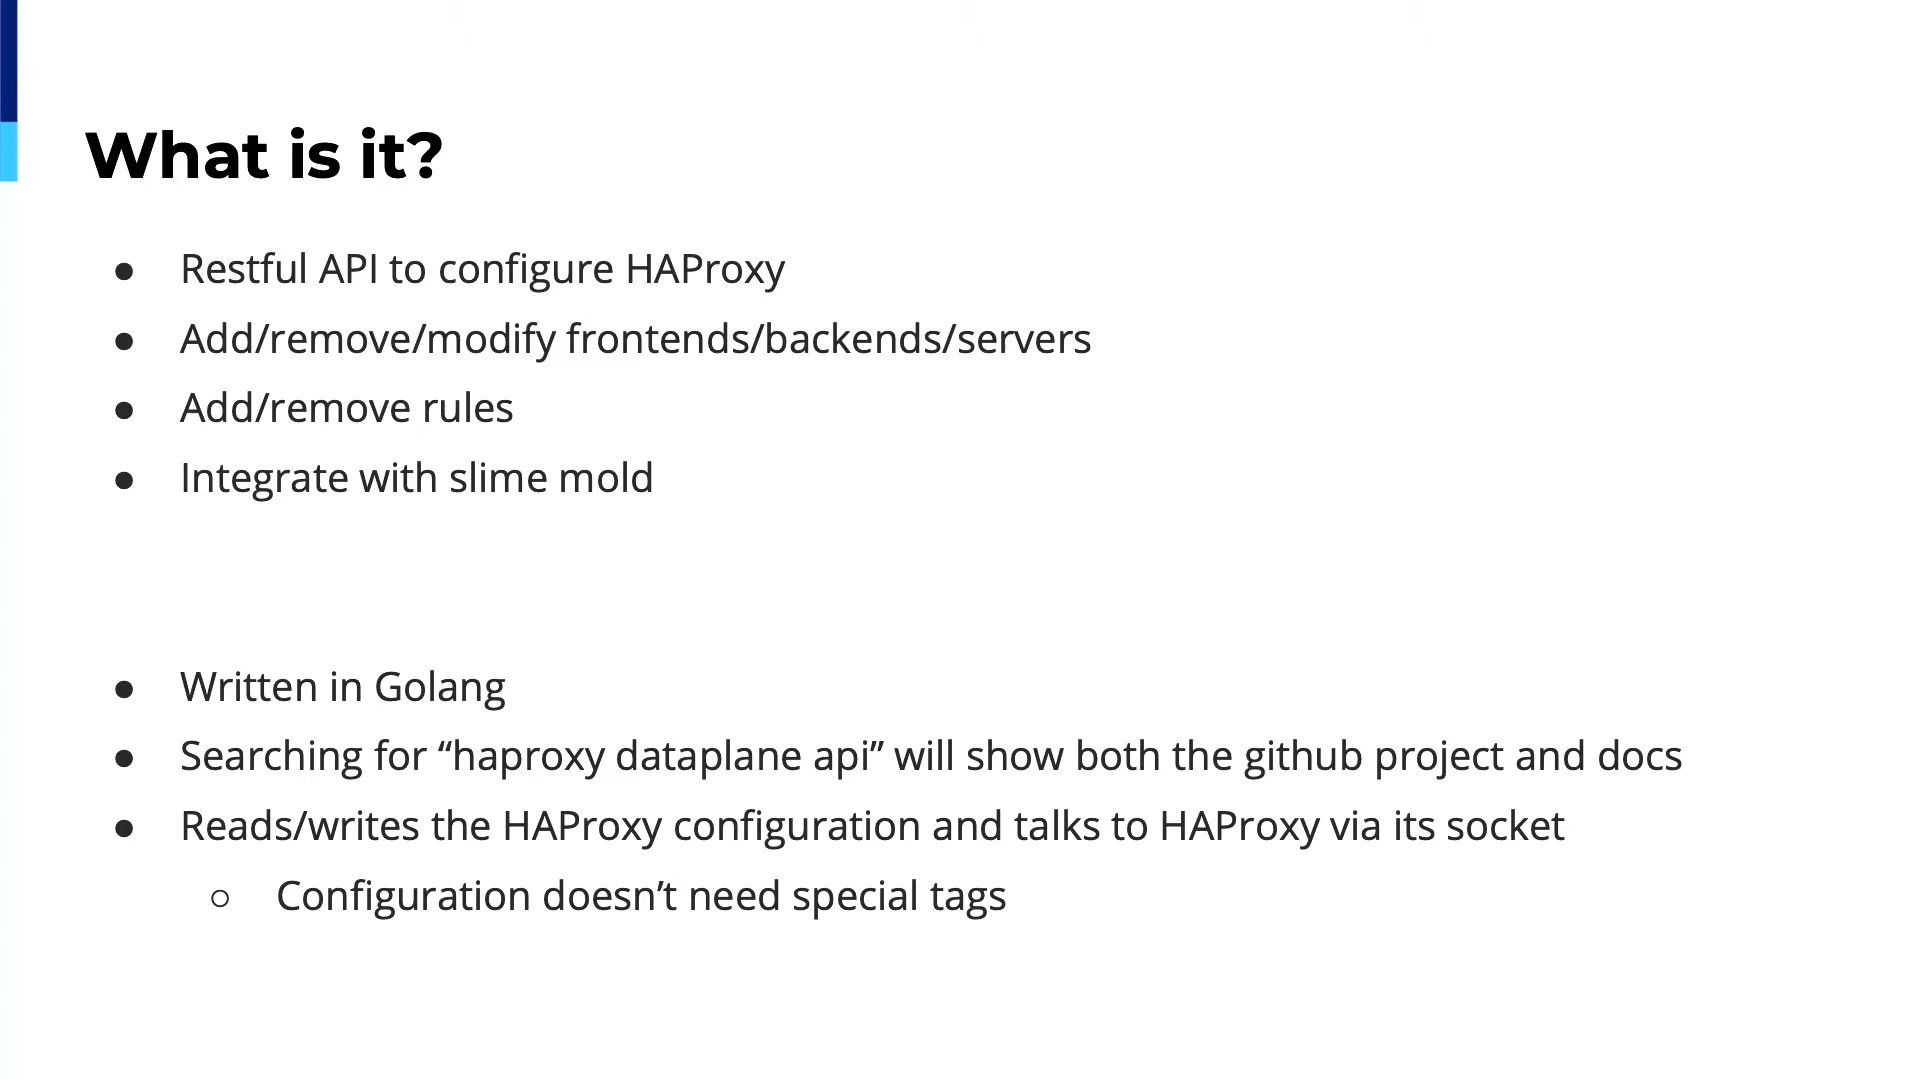 What is it?
● Restful API to configure HAProxy
● Add/remove/modify frontends/backends/servers
● Add/remove rules
● Integrate with slime mold
● Written in Golang
● Searching for “haproxy dataplane api” will show both the github project and docs
● Reads/writes the HAProxy configuration and talks to HAProxy via its socket
○ Configuration doesn’t need special tags